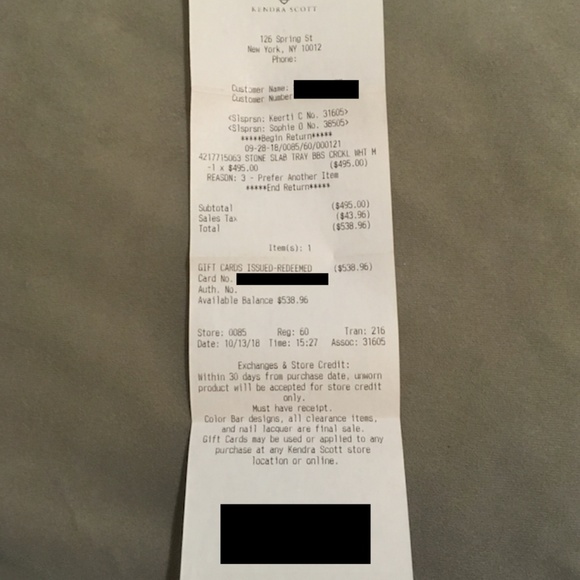 KENDRA SCOTT
126 Spring St
New York, NY 10012
Phone:
Customer Name:
Customer Number
<Slsprsn: Keerti C No. 31605>
<Slsprsn: Sophie O No. 36505>
*****Begin Return*****
09-28-18/0085/60/000121
4217715063 STONE SLAB TRAY BBS CRCKL WHT M
-1 x $495.00 ($495.00)
REASON: 3 - Prefer Another Item
*****End Return*****
Subtotal ($495.00)
Sales Tax ($43.96)
Total ($538.96)
Item(s): 1
GIFT CARDS ISSUED-REDEEMED ($538.96)
Card No.
Auth. No.
Available Balance $538.96
Store: 0085 Reg: 60 Tran: 216
Date: 10/13/18 Time: 15:27 Assoc: 31605
Exchanges & Store Credit:
Within 30 days from purchase date, unworn
product will be accepted for store credit
only.
Must have receipt.
Color Bar designs, all clearance items,
and nail lacquer are final sale.
Gift Cards may be used or applied to any
purchase at any Kendra Scott store
location or online.